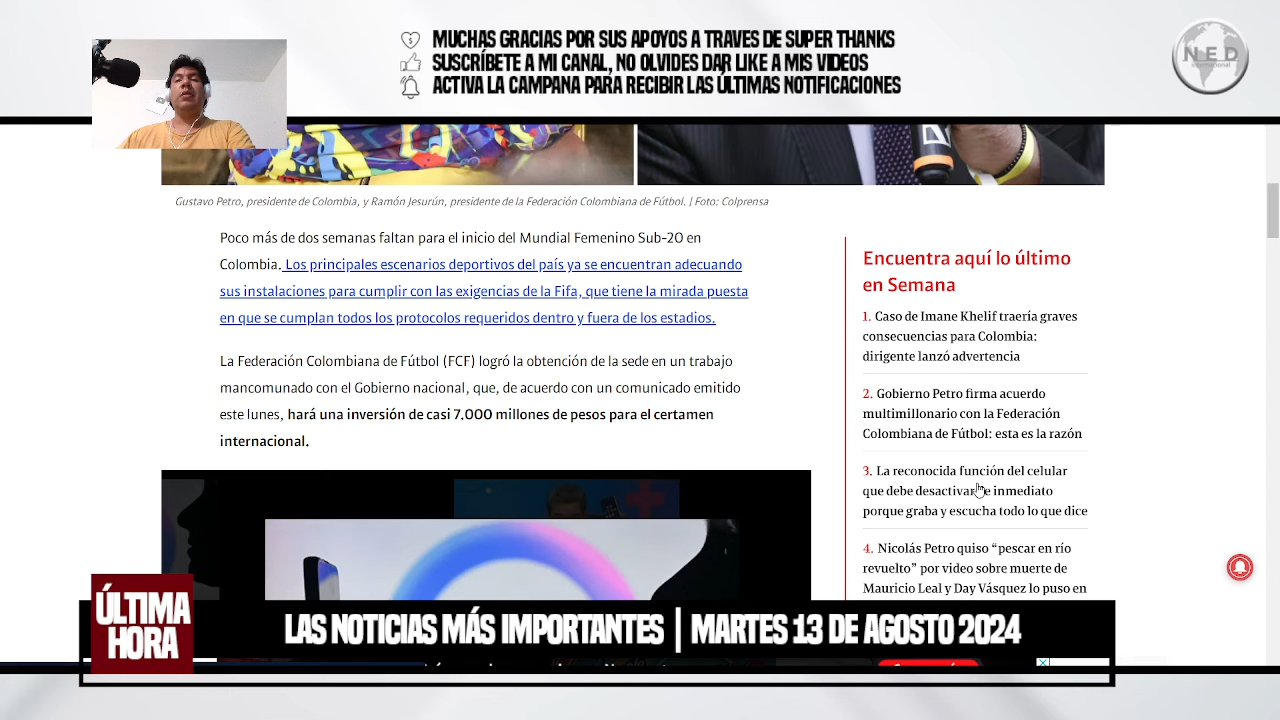 MUCHAS GRACIAS POR SUS APOYOS A TRAVES DE SUPER THANKS
SUSCRÍBETE A MI CANAL, NO OLVIDES DAR LIKE A MIS VIDEOS
ACTIVA LA CAMPANA PARA RECIBIR LAS ÚLTIMAS NOTIFICACIONES
NED
international
Gustavo Petro, presidente de Colombia, y Ramón Jesurún, presidente de la Federación Colombiana de Fútbol. | Foto: Colprensa
Poco más de dos semanas faltan para el inicio del Mundial Femenino Sub-20 en
Colombia. Los principales escenarios deportivos del país ya se encuentran adecuando
sus instalaciones para cumplir con las exigencias de la Fifa, que tiene la mirada puesta
en que se cumplan todos los protocolos requeridos dentro y fuera de los estadios.
La Federación Colombiana de Fútbol (FCF) logró la obtención de la sede en un trabajo
mancomunado con el Gobierno nacional, que, de acuerdo con un comunicado emitido
este lunes, hará una inversión de casi 7.000 millones de pesos para el certamen
internacional.
Encuentra aquí lo último
en Semana
1. Caso de Imane Khelif traería graves
consecuencias para Colombia:
dirigente lanzó advertencia
2. Gobierno Petro firma acuerdo
multimillonario con la Federación
Colombiana de Fútbol: esta es la razón
3. La reconocida función del celular
que debe desactivar de inmediato
porque graba y escucha todo lo que dice
4. Nicolás Petro quiso “pescar en río
revuelto” por video sobre muerte de
Mauricio Leal y Day Vásquez lo puso en
ÚLTIMA
HORA
LAS NOTICIAS MÁS IMPORTANTES | MARTES 13 DE AGOSTO 2024